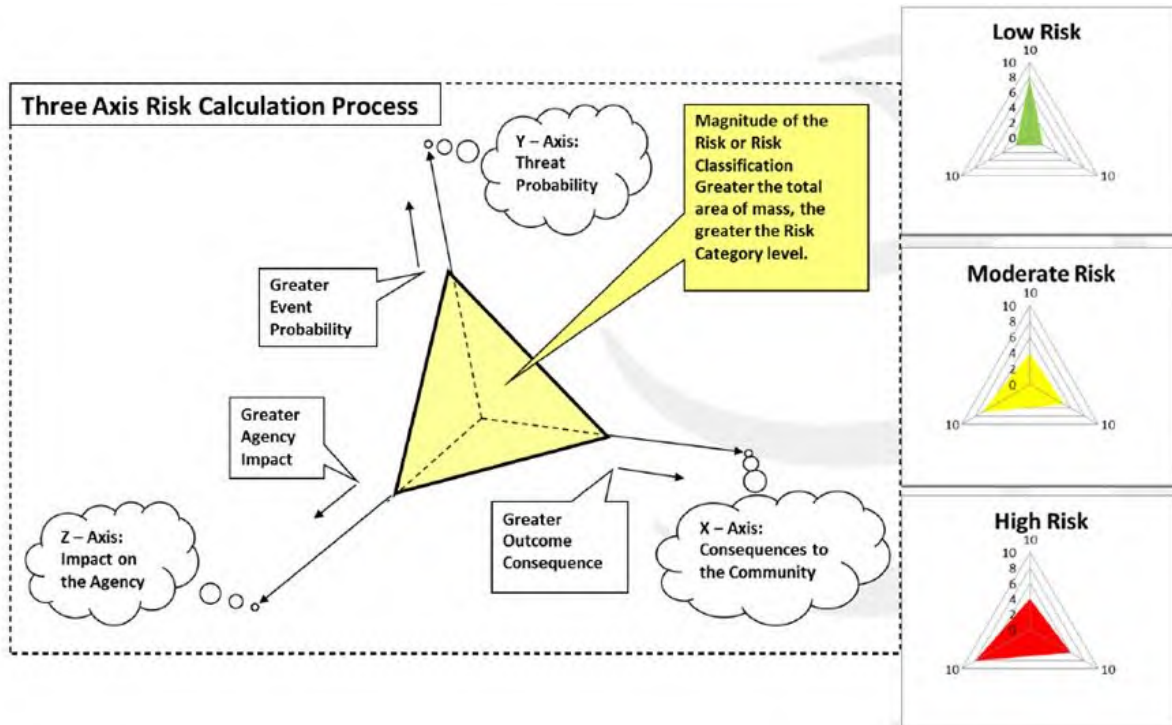 Three Axis Risk Calculation Process
Y – Axis:
Threat
Probability
Magnitude of the
Risk or Risk
Classification
Greater the total
area of mass, the
greater the Risk
Category level.
Greater
Event
Probability
Greater
Agency
Impact
Z – Axis:
Impact on
the Agency
Greater
Outcome
Consequence
X – Axis:
Consequences to
the Community
Low Risk
10
10
8
6
4
2
0
10
10
Moderate Risk
10
10
8
6
4
2
0
10
10
High Risk
10
10
8
6
4
2
0
10
10